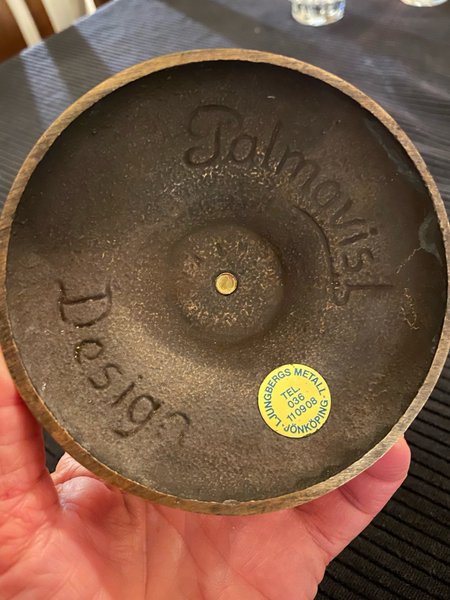 Palmqvist
Design
LJUNGBERGS METALL
TEL.
036
110908
JÖNKÖPING